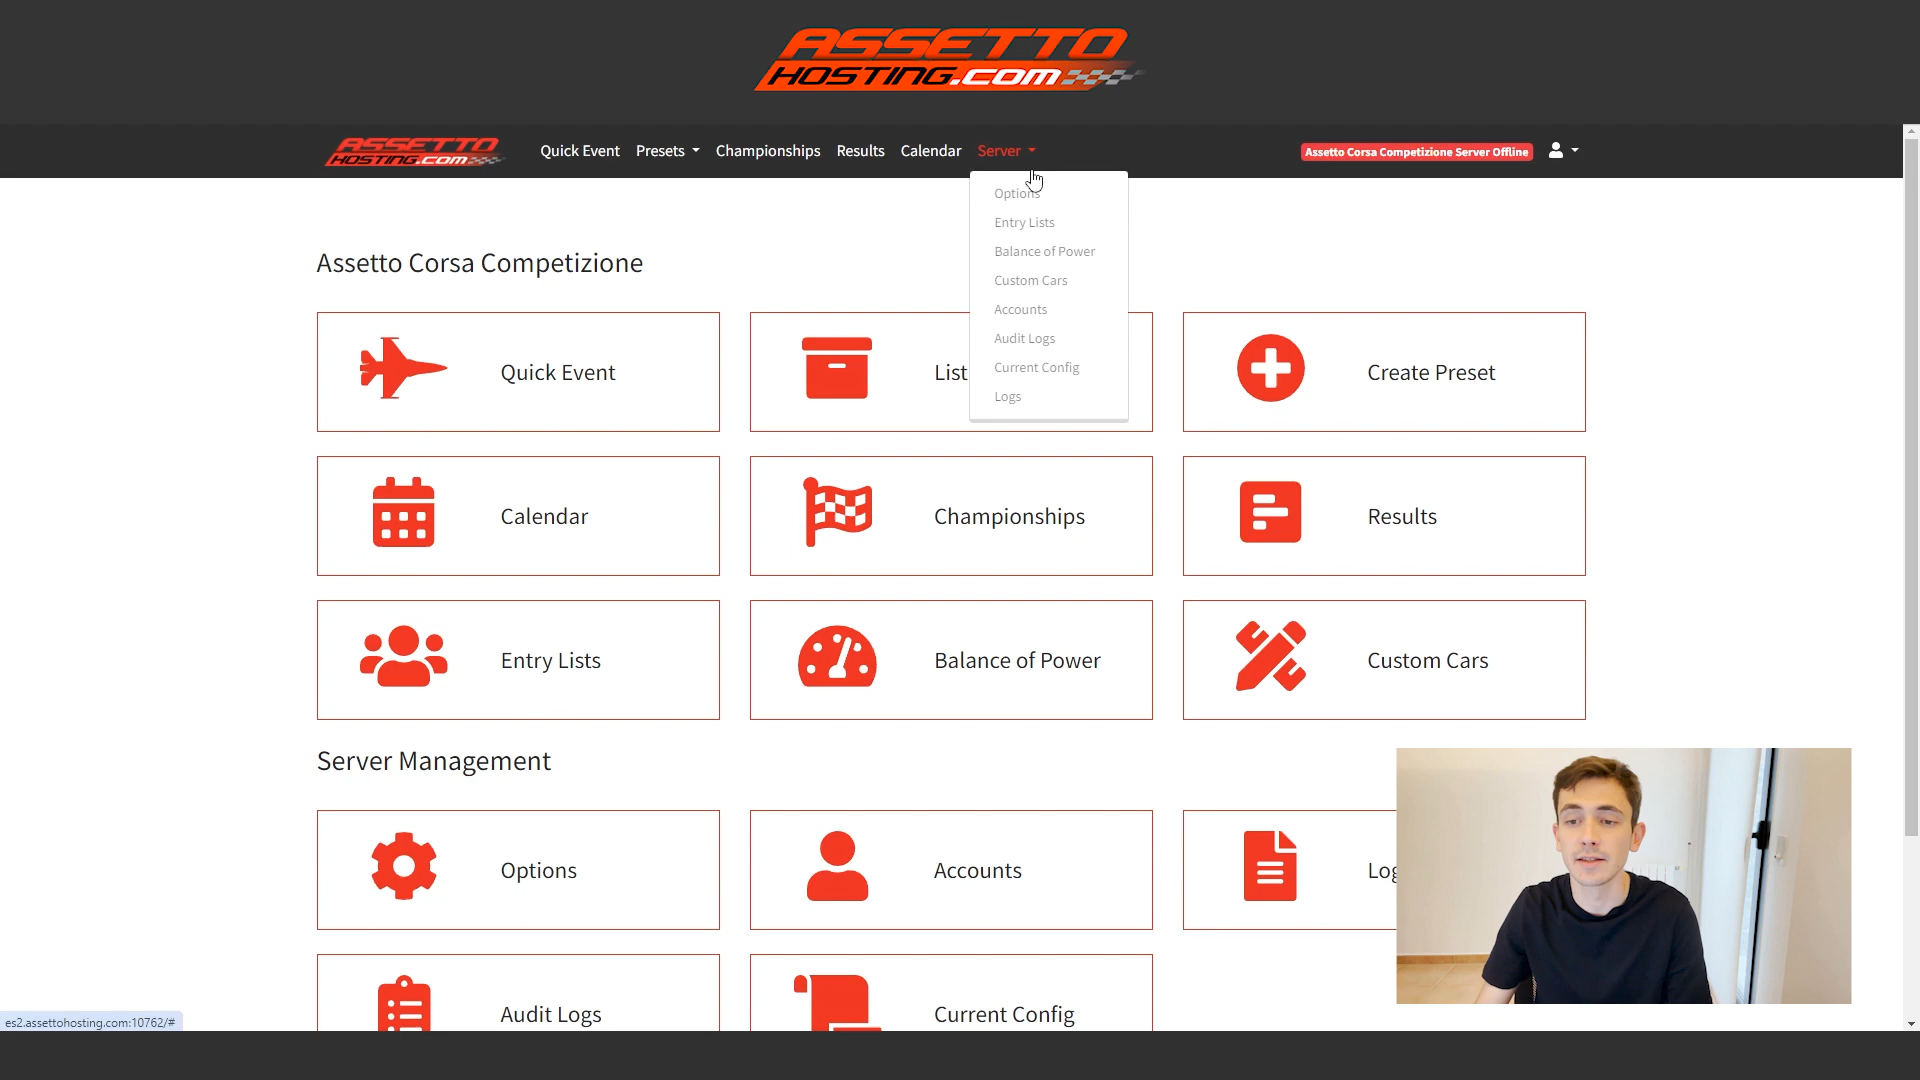 ASSETTO
HOSTING.COM
ASSETTO
HOSTING.COM
Quick Event
Presets
Championships
Results
Calendar
Server
Assetto Corsa Competizione Server Offline
Options
Entry Lists
Balance of Power
Custom Cars
Accounts
Audit Logs
Current Config
Logs
Assetto Corsa Competizione
Quick Event
List
Create Preset
Calendar
Championships
Results
Entry Lists
Balance of Power
Custom Cars
Server Management
Options
Accounts
Log
Audit Logs
Current Config
es2.assettohosting.com:10762/#